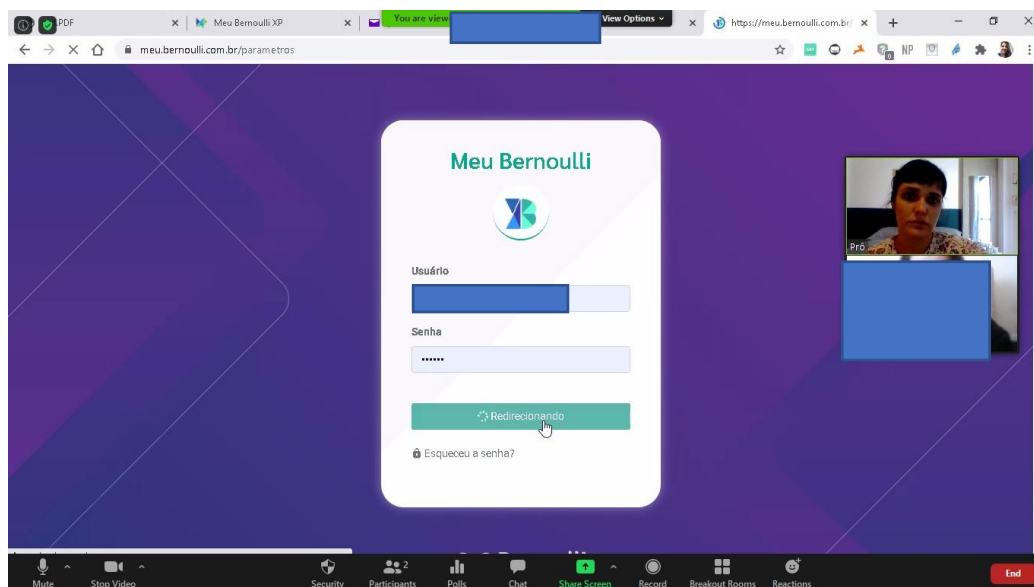 PDF
Meu Bernoulli XP
You are view
View Options
https://meu.bernoulli.com.br/
meu.bernoulli.com.br/parametros
NP
0
Meu Bernoulli
Usuário
Senha
Redirecionando
Esqueceu a senha?
Prô
Mute
Stop Video
Security
Participants
2
Polls
Chat
Share Screen
Record
Breakout Rooms
Reactions
End